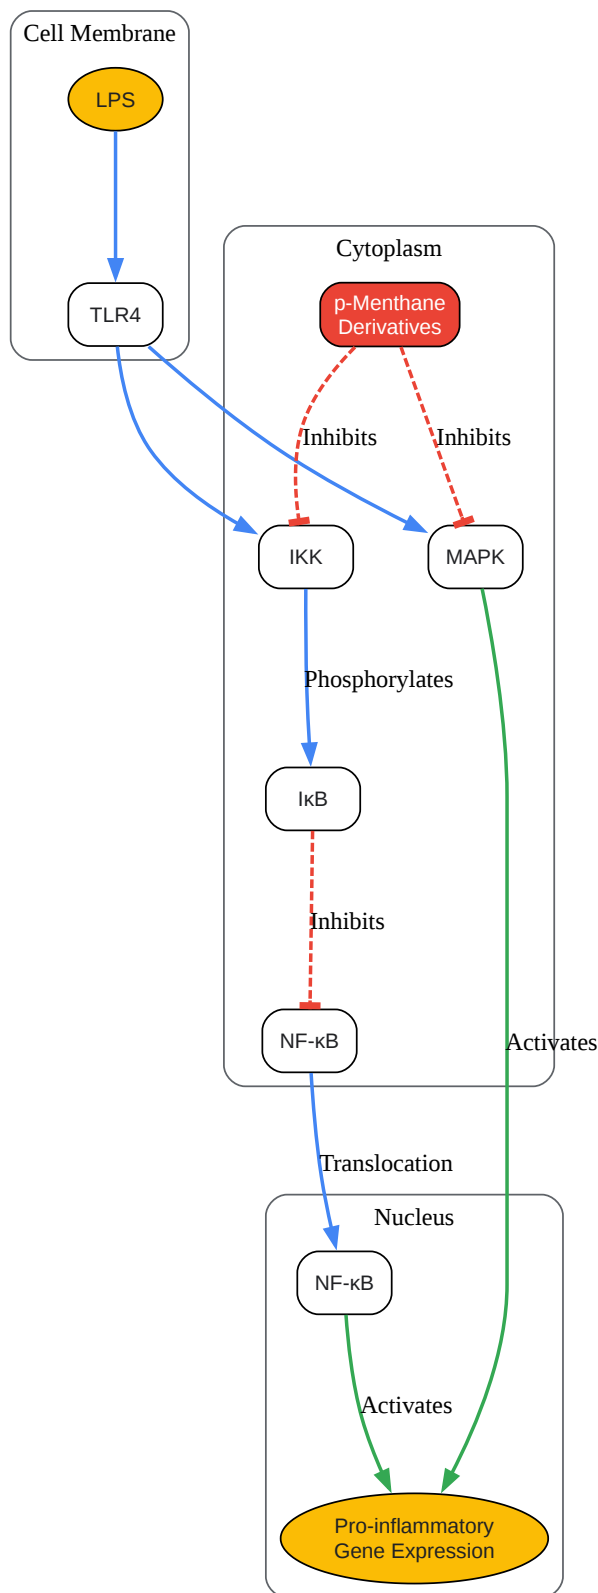 Cell Membrane
LPS
TLR4
Cytoplasm
p-Menthane
Derivatives
Inhibits
Inhibits
IKK
MAPK
Phosphorylates
IκB
Inhibits
NF-κB
Activates
Translocation
Nucleus
NF-κB
Activates
Pro-inflammatory
Gene Expression